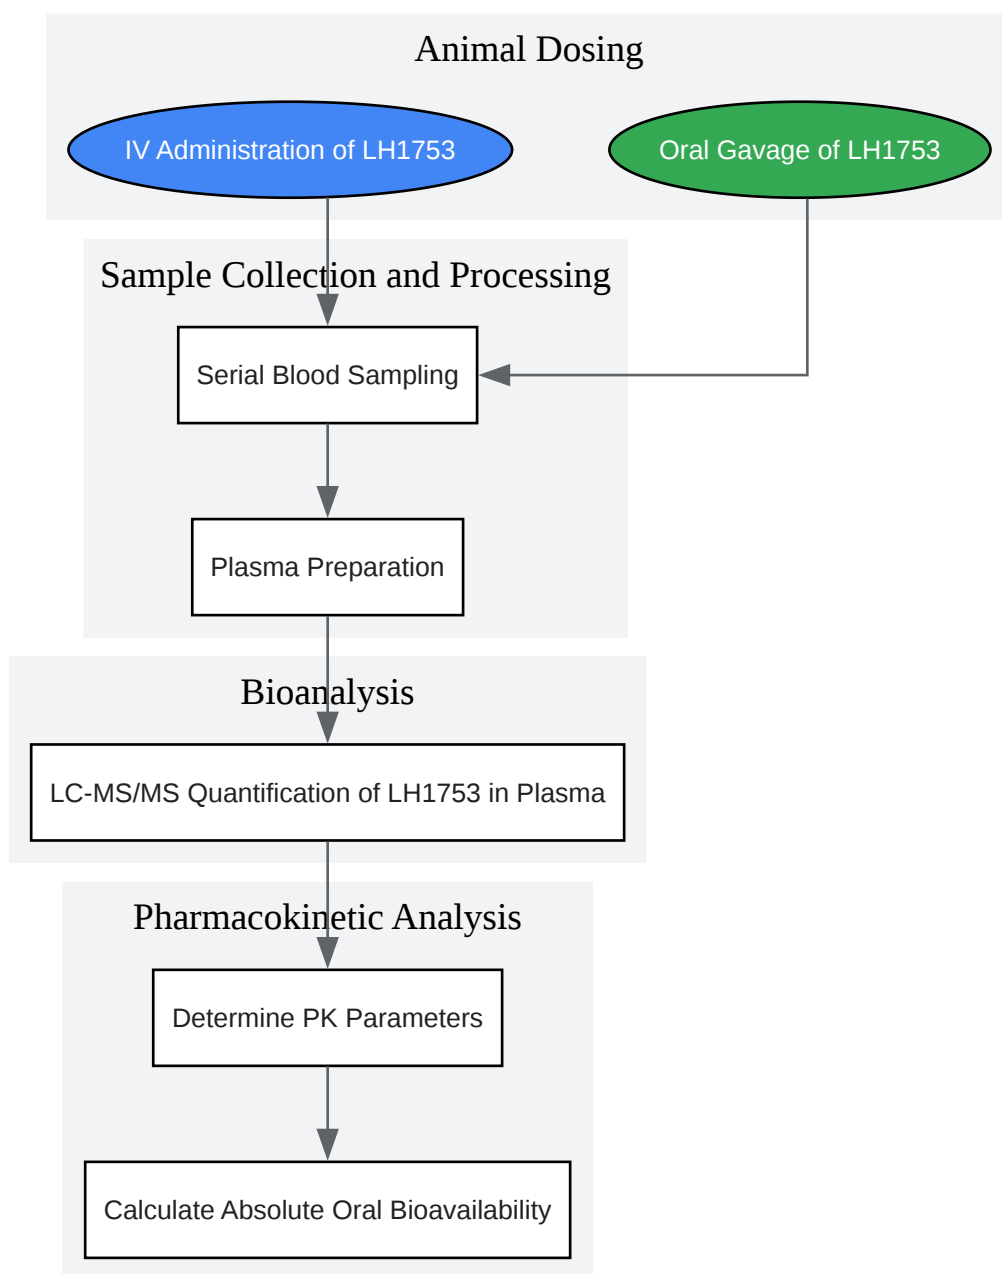 Animal Dosing
IV Administration of LH1753
Oral Gavage of LH1753
Sample Collection and Processing
Serial Blood Sampling
Plasma Preparation
Bioanalysis
LC-MS/MS Quantification of LH1753 in Plasma
Pharmacokinetic Analysis
Determine PK Parameters
Calculate Absolute Oral Bioavailability